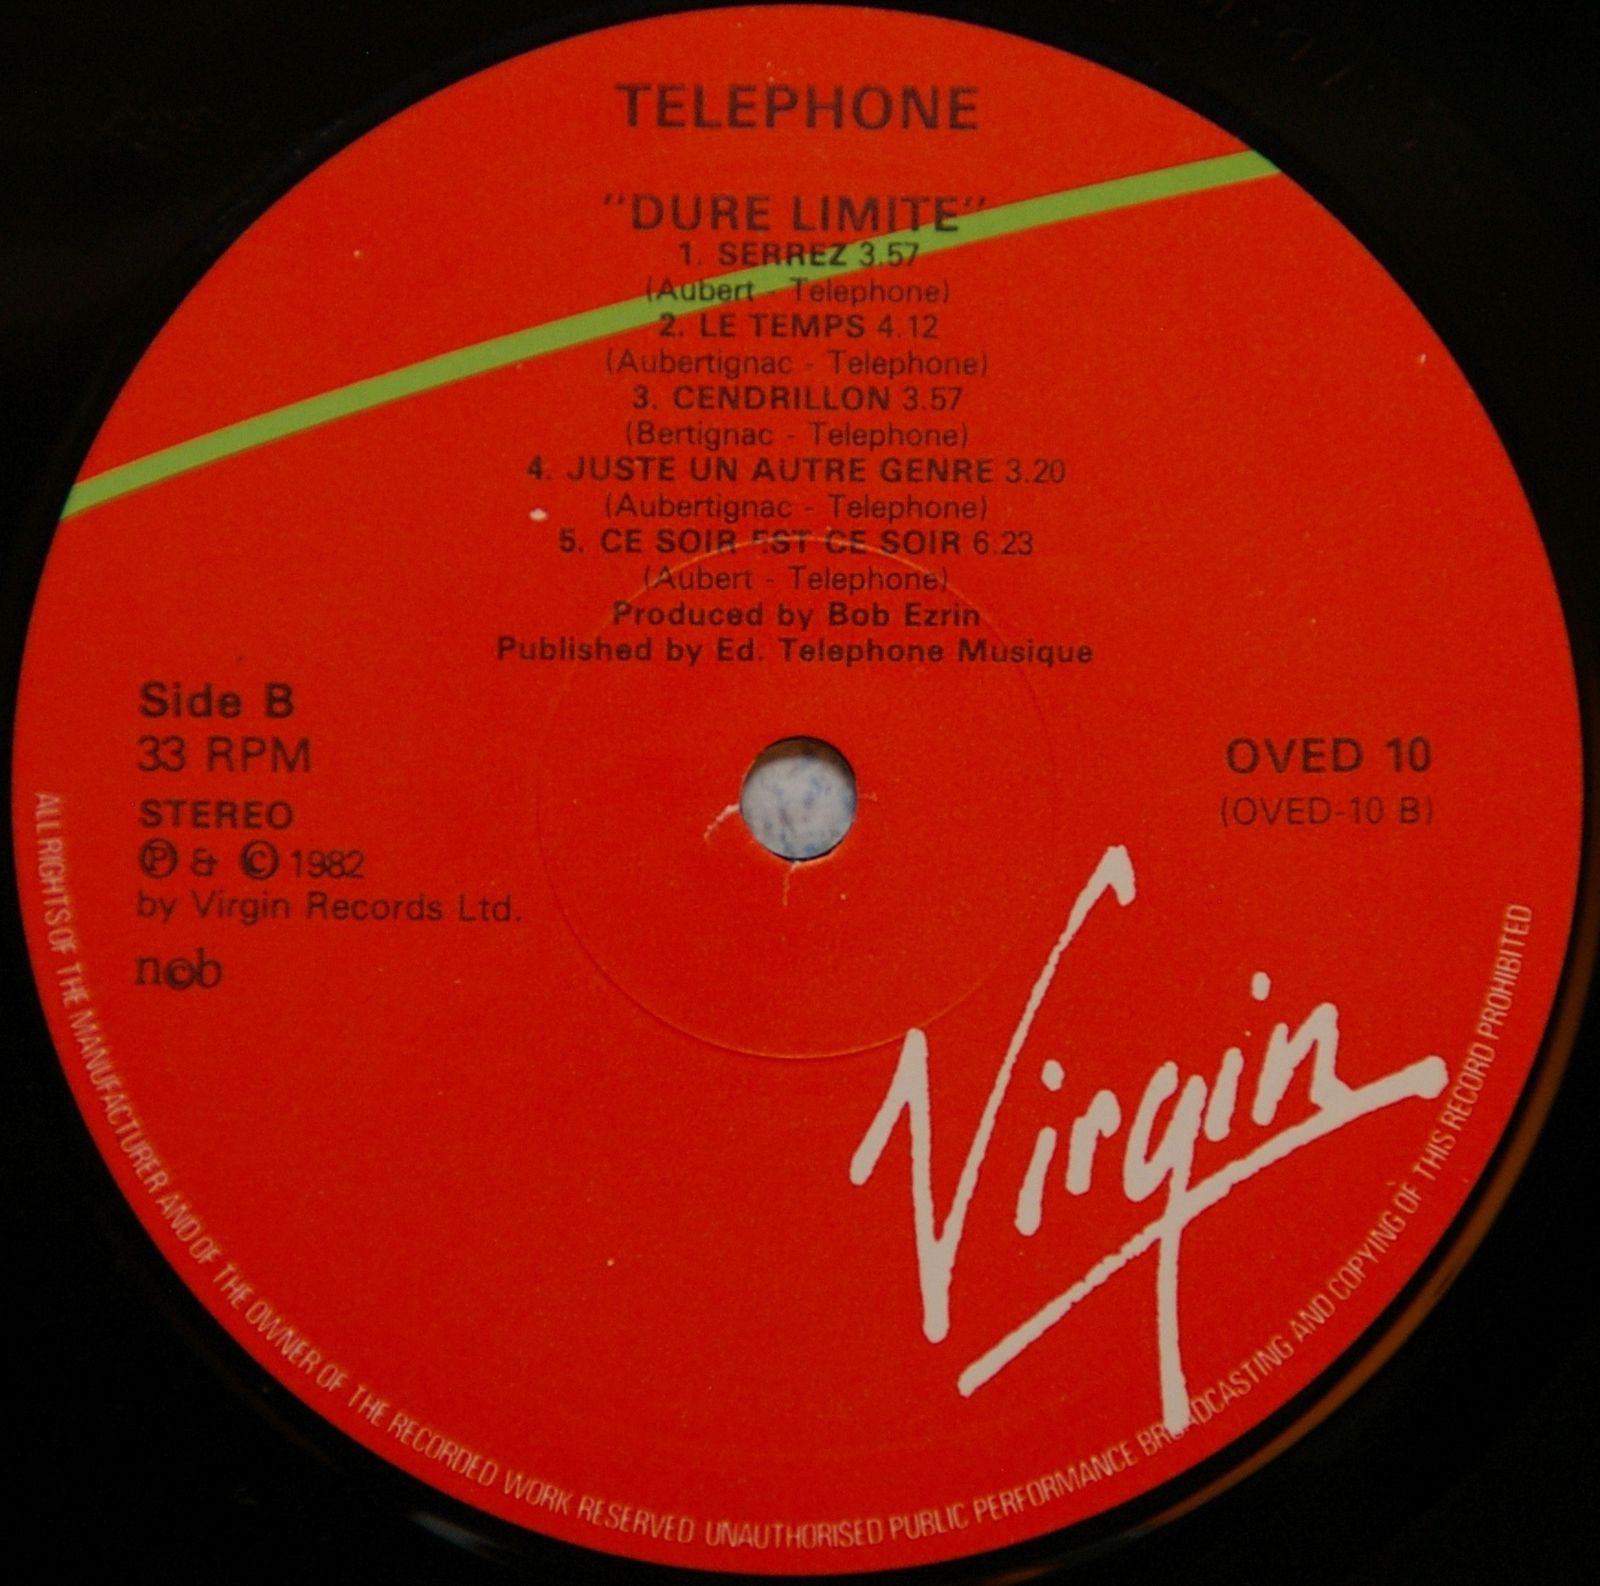 TELEPHONE
"DURE LIMITE"
1. SERREZ 3.57
(Aubert - Telephone)
2. LE TEMPS 4.12
(Aubertignac - Telephone)
3. CENDRILLON 3.57
(Bertignac - Telephone)
4. JUSTE UN AUTRE GENRE 3.20
(Aubertignac - Telephone)
5. CE SOIR EST CE SOIR 6.23
(Aubert - Telephone)
Produced by Bob Ezrin
Published by Ed. Telephone Musique
Side B
33 RPM
STEREO
℗ & © 1982
by Virgin Records Ltd.
ncb
OVED 10
(OVED-10 B)
Virgin
ALL RIGHTS OF THE MANUFACTURER AND OF THE OWNER OF THE RECORDED WORK RESERVED UNAUTHORISED PUBLIC PERFORMANCE BROADCASTING AND COPYING OF THIS RECORD PROHIBITED